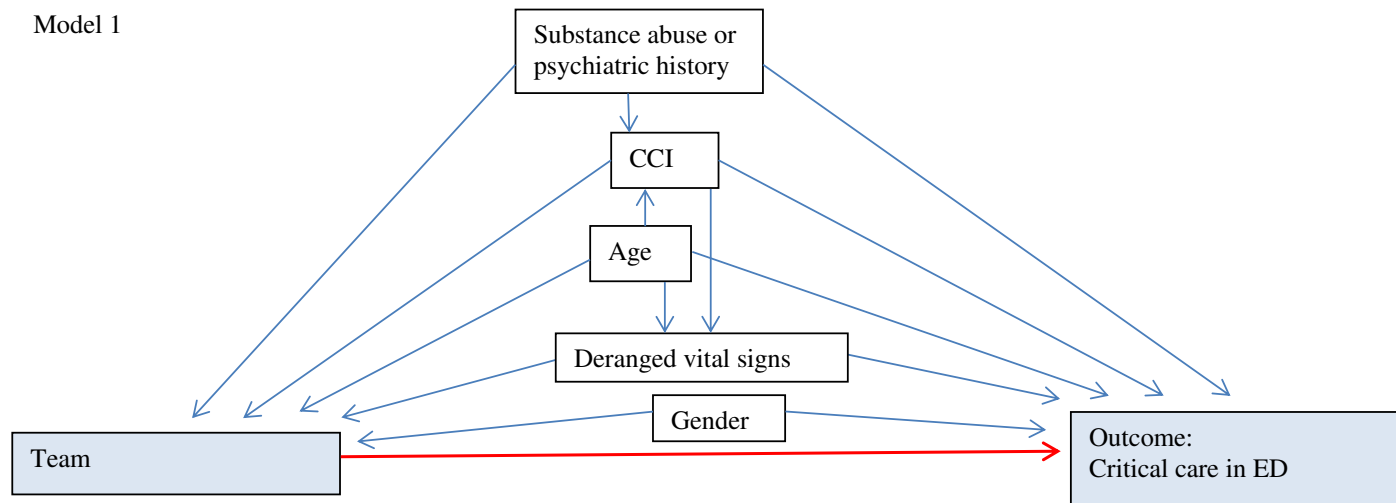 Model 1
Substance abuse or
psychiatric history
CCI
Age
Deranged vital signs
Gender
Team
Outcome:
Critical care in ED